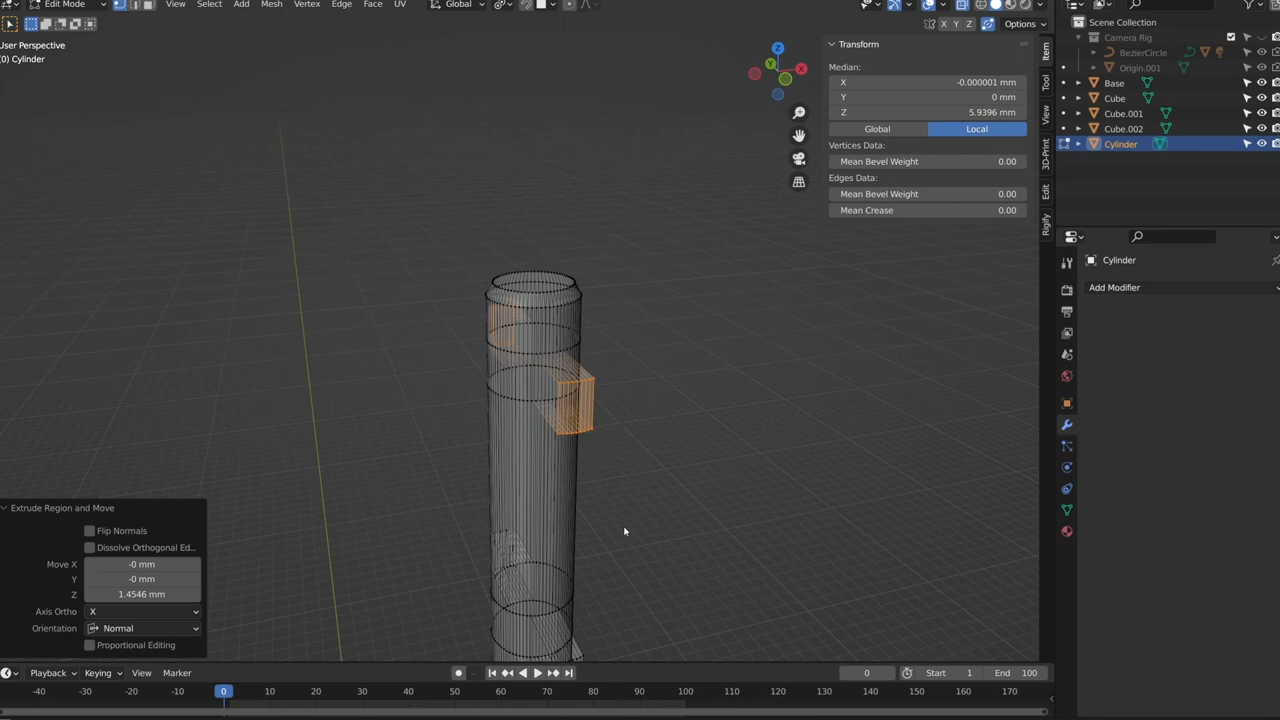 Edit Mode View Select Add Mesh Vertex Edge Face UV Global
X Y Z Options
User Perspective
(0) Cylinder
Z
Y
X
Transform
Median:
X -0.000001 mm
Y 0 mm
Z 5.9396 mm
Global Local
Vertices Data:
Mean Bevel Weight 0.00
Edges Data:
Mean Bevel Weight 0.00
Mean Crease 0.00
Item
Tool
View
3D-Print
Edit
Rigify
Scene Collection
Camera Rig
BezierCircle
Origin.001
Base
Cube
Cube.001
Cube.002
Cylinder
Cylinder
Add Modifier
Extrude Region and Move
Flip Normals
Dissolve Orthogonal Ed...
Move X -0 mm
Y -0 mm
Z 1.4546 mm
Axis Ortho X
Orientation Normal
Proportional Editing
Playback Keying View Marker 0 Start 1 End 100
-40 -30 -20 -10 0 10 20 30 40 50 60 70 80 90 100 110 120 130 140 150 160 170